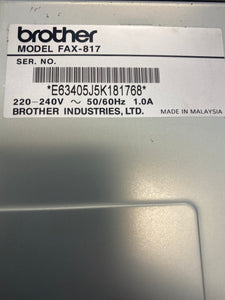 brother
MODEL FAX-817
SER. NO.
*E63405J5K181768*
220-240V ~ 50/60Hz 1.0A
BROTHER INDUSTRIES, LTD. MADE IN MALAYSIA